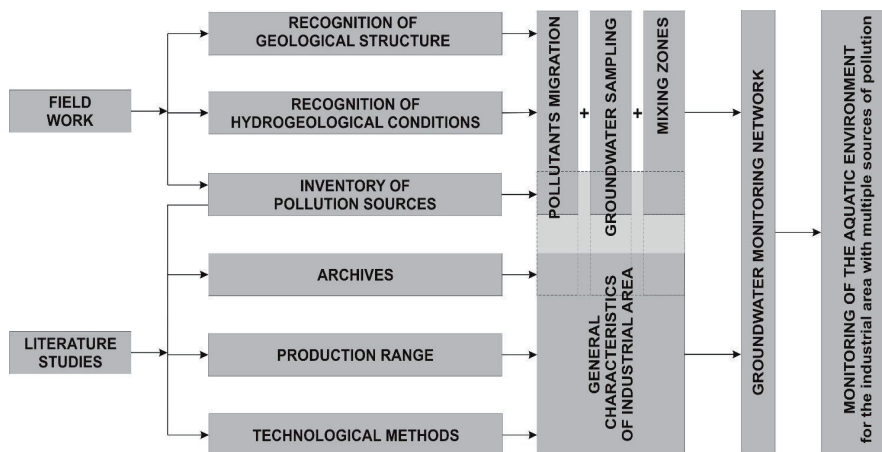 FIELD
WORK
LITERATURE
STUDIES
RECOGNITION OF
GEOLOGICAL STRUCTURE
RECOGNITION OF
HYDROGEOLOGICAL CONDITIONS
INVENTORY OF
POLLUTION SOURCES
ARCHIVES
PRODUCTION RANGE
TECHNOLOGICAL METHODS
POLLUTANTS MIGRATION
+
GROUNDWATER SAMPLING
+
MIXING ZONES
GENERAL
CHARACTERISTICS
OF INDUSTRIAL AREA
GROUNDWATER MONITORING NETWORK
MONITORING OF THE AQUATIC ENVIRONMENT
for the industrial area with multiple sources of pollution